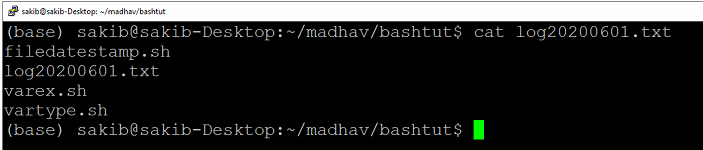 sakib@sakib-Desktop: ~/madhav/bashtut
(base) sakib@sakib-Desktop:~/madhav/bashtut$ cat log20200601.txt
filedatestamp.sh
log20200601.txt
varex.sh
vartype.sh
(base) sakib@sakib-Desktop:~/madhav/bashtut$